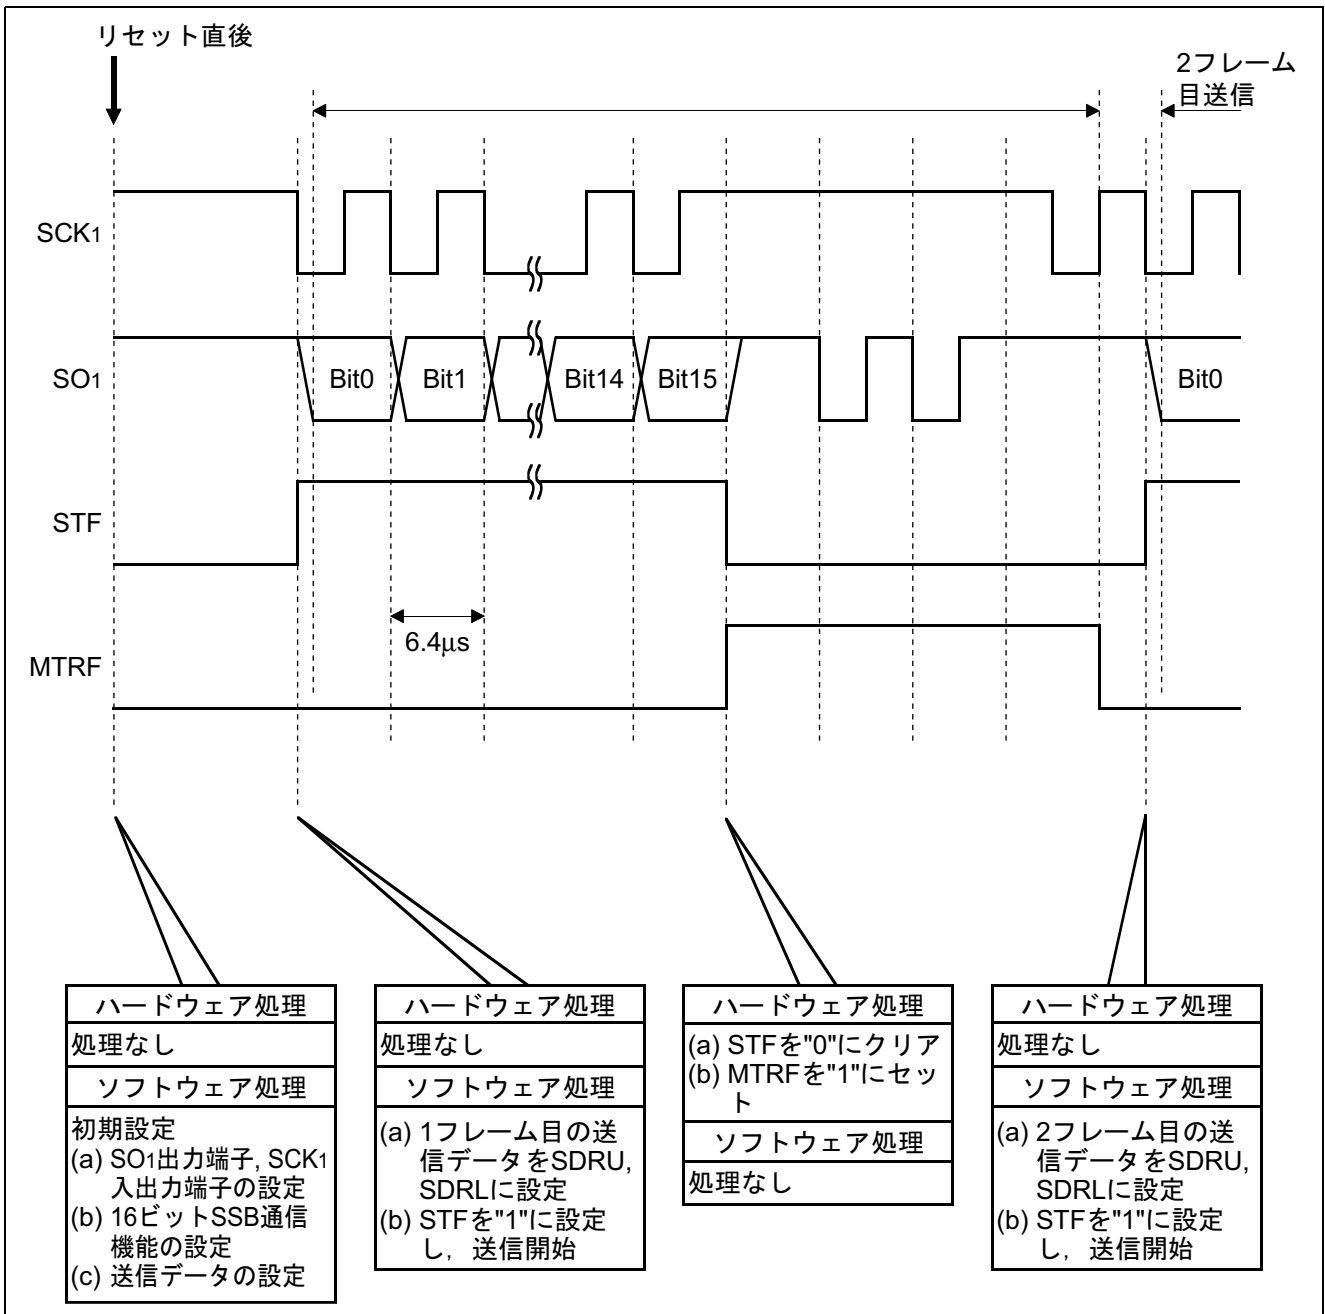 リセット直後
2フレーム
目送信
SCK1
SO1
Bit0
Bit1
Bit14
Bit15
Bit0
STF
6.4μs
MTRF
ハードウェア処理
処理なし
ソフトウェア処理
初期設定
(a) SO1出力端子, SCK1
入出力端子の設定
(b) 16ビットSSB通信
機能の設定
(c) 送信データの設定
ハードウェア処理
処理なし
ソフトウェア処理
(a) 1フレーム目の送
信データをSDRU,
SDRLに設定
(b) STFを"1"に設定
し, 送信開始
ハードウェア処理
(a) STFを"0"にクリア
(b) MTRFを"1"にセッ
ト
ソフトウェア処理
処理なし
ハードウェア処理
処理なし
ソフトウェア処理
(a) 2フレーム目の送
信データをSDRU,
SDRLに設定
(b) STFを"1"に設定
し, 送信開始